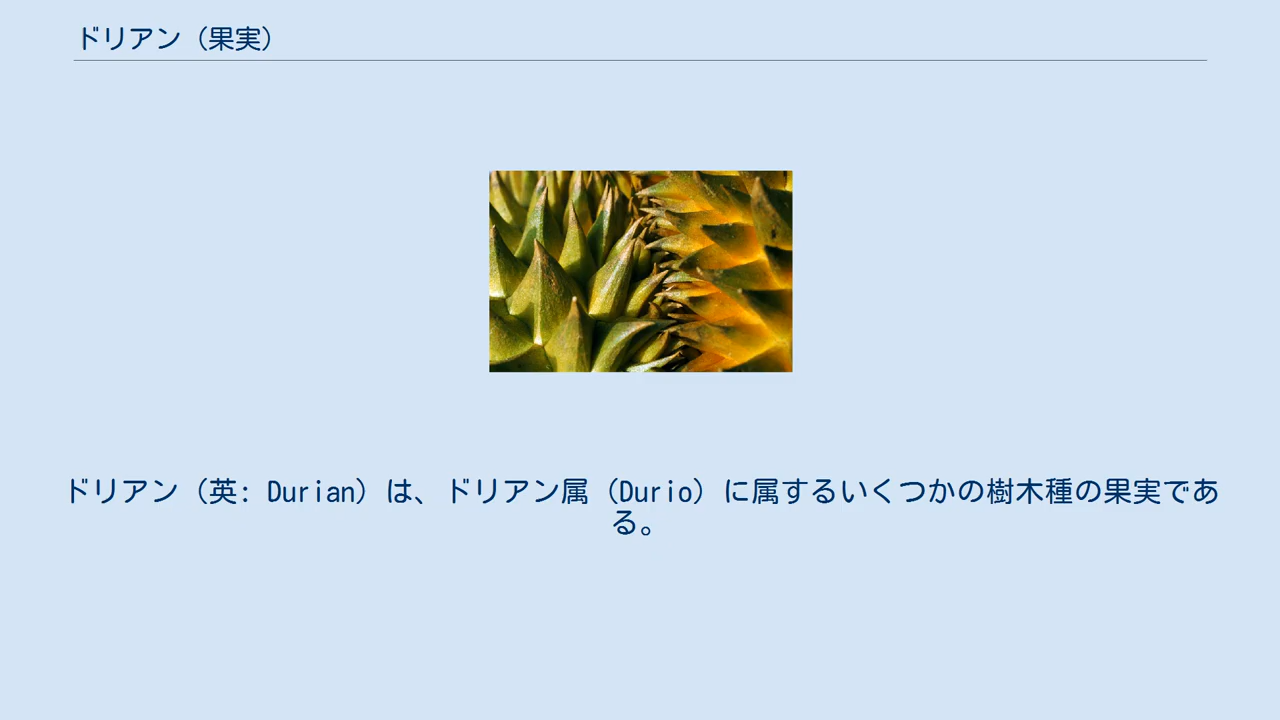 ドリアン（果実）
ドリアン（英: Durian）は、ドリアン属（Durio）に属するいくつかの樹木種の果実であ
る。